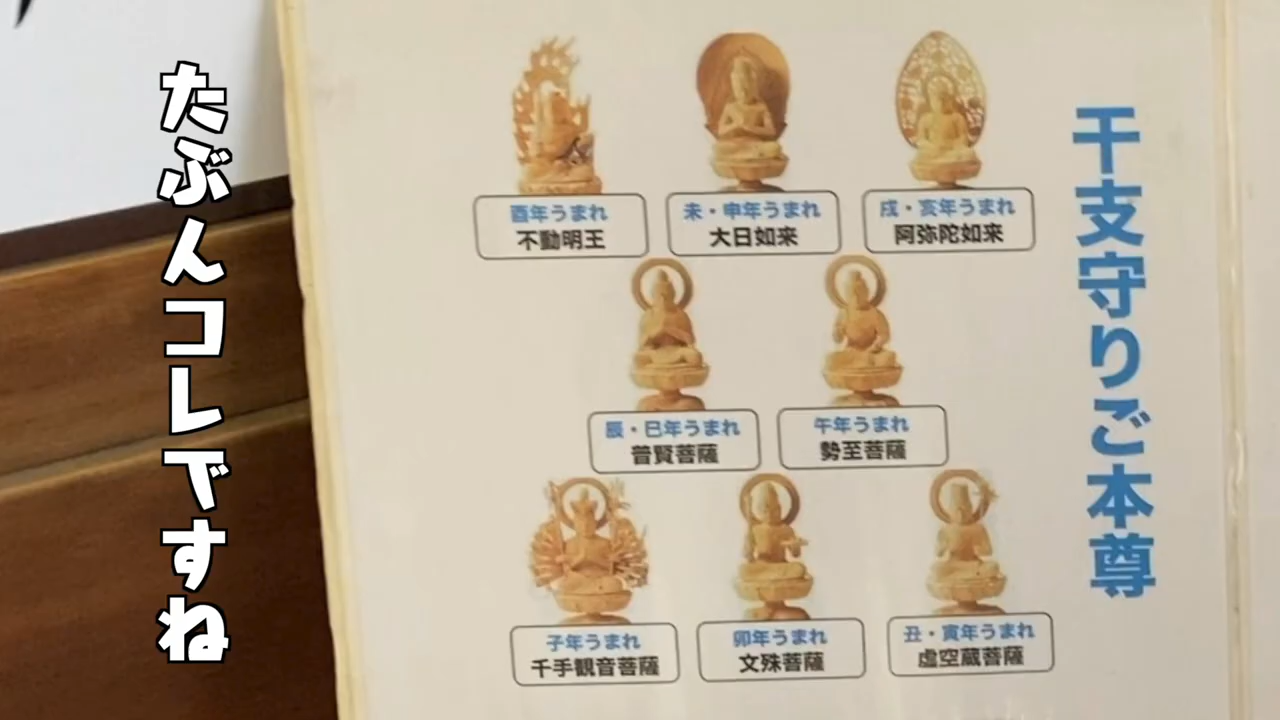 たぶんコレですね
干支守りご本尊
酉年うまれ
不動明王
未・申年うまれ
大日如来
戌・亥年うまれ
阿弥陀如来
辰・巳年うまれ
普賢菩薩
午年うまれ
勢至菩薩
子年うまれ
千手観音菩薩
卯年うまれ
文殊菩薩
丑・寅年うまれ
虚空蔵菩薩